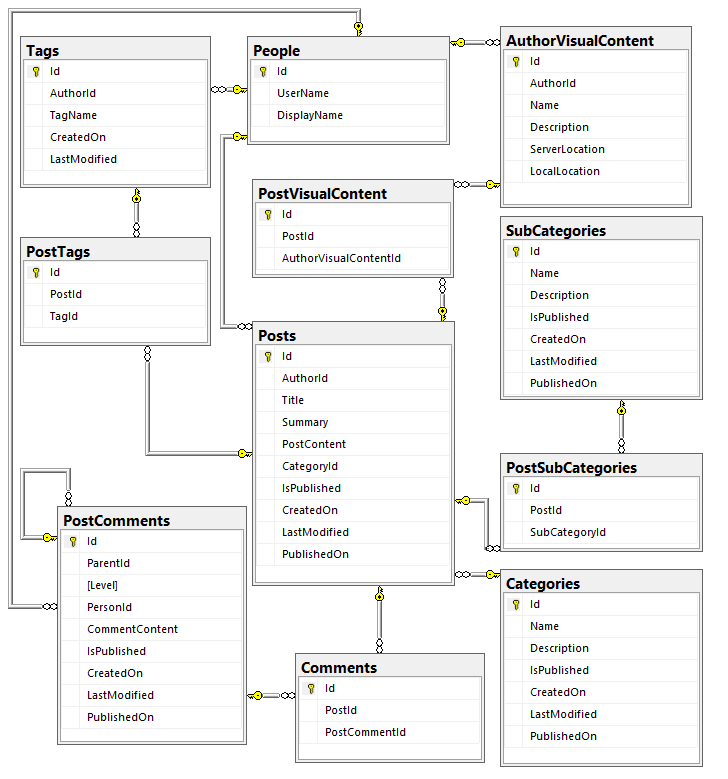 Tags
Id
AuthorId
TagName
CreatedOn
LastModified
People
Id
UserName
DisplayName
AuthorVisualContent
Id
AuthorId
Name
Description
ServerLocation
LocalLocation
PostVisualContent
Id
PostId
AuthorVisualContentId
SubCategories
Id
Name
Description
IsPublished
CreatedOn
LastModified
PublishedOn
PostTags
Id
PostId
TagId
Posts
Id
AuthorId
Title
Summary
PostContent
CategoryId
IsPublished
CreatedOn
LastModified
PublishedOn
PostSubCategories
Id
PostId
SubCategoryId
PostComments
Id
ParentId
[Level]
PersonId
CommentContent
IsPublished
CreatedOn
LastModified
PublishedOn
Categories
Id
Name
Description
IsPublished
CreatedOn
LastModified
PublishedOn
Comments
Id
PostId
PostCommentId